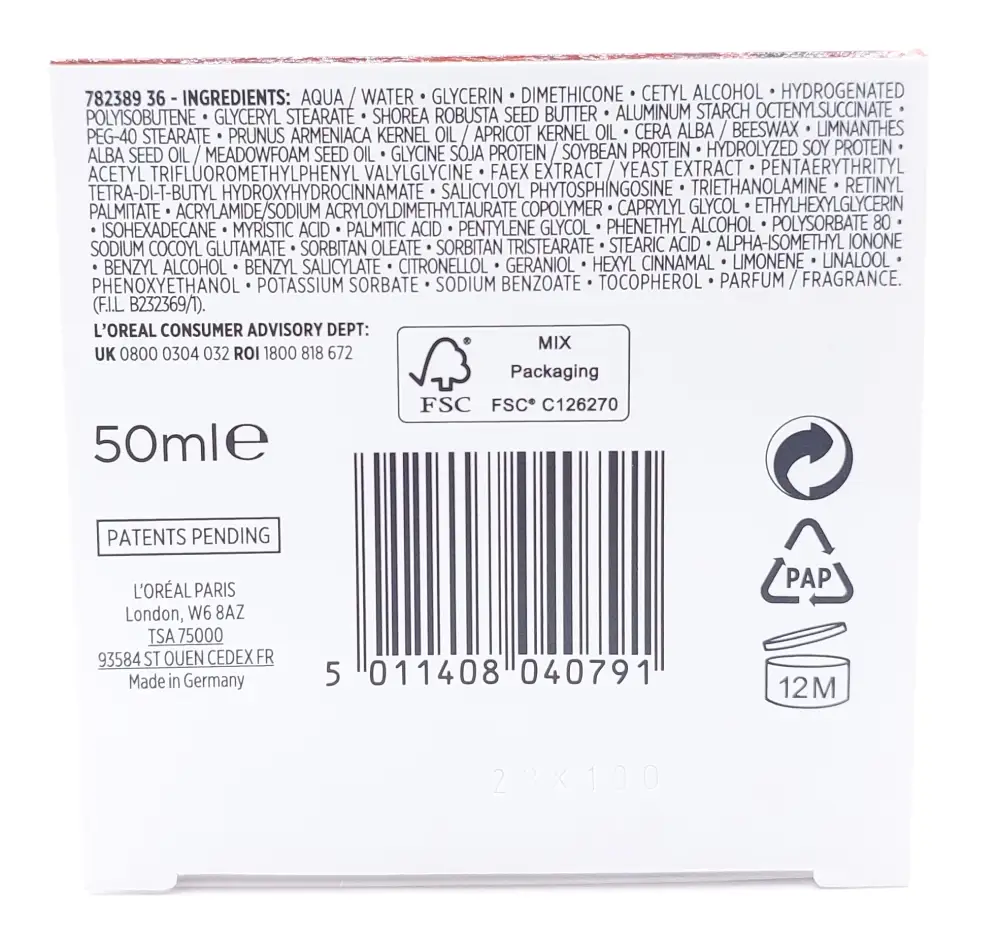 782389 36 - INGREDIENTS: AQUA / WATER • GLYCERIN • DIMETHICONE • CETYL ALCOHOL • HYDROGENATED
POLYISOBUTENE • GLYCERYL STEARATE • SHOREA ROBUSTA SEED BUTTER • ALUMINUM STARCH OCTENYLSUCCINATE •
PEG-40 STEARATE • PRUNUS ARMENIACA KERNEL OIL / APRICOT KERNEL OIL • CERA ALBA / BEESWAX • LIMNANTHES
ALBA SEED OIL / MEADOWFOAM SEED OIL • GLYCINE SOJA PROTEIN / SOYBEAN PROTEIN • HYDROLYZED SOY PROTEIN •
ACETYL TRIFLUOROMETHYLPHENYL VALYLGLYCINE • FAEX EXTRACT / YEAST EXTRACT • PENTAERYTHRITYL
TETRA-DI-T-BUTYL HYDROXYHYDROCINNAMATE • SALICYLOYL PHYTOSPHINGOSINE • TRIETHANOLAMINE • RETINYL
PALMITATE • ACRYLAMIDE/SODIUM ACRYLOYLDIMETHYLTAURATE COPOLYMER • CAPRYLYL GLYCOL • ETHYLHEXYLGLYCERIN
• ISOHEXADECANE • MYRISTIC ACID • PALMITIC ACID • PENTYLENE GLYCOL • PHENETHYL ALCOHOL • POLYSORBATE 80 •
SODIUM COCOYL GLUTAMATE • SORBITAN OLEATE • SORBITAN TRISTEARATE • STEARIC ACID • ALPHA-ISOMETHYL IONONE
• BENZYL ALCOHOL • BENZYL SALICYLATE • CITRONELLOL • GERANIOL • HEXYL CINNAMAL • LIMONENE • LINALOOL •
PHENOXYETHANOL • POTASSIUM SORBATE • SODIUM BENZOATE • TOCOPHEROL • PARFUM / FRAGRANCE.
(F.I.L. B232369/1).
L'OREAL CONSUMER ADVISORY DEPT:
UK 0800 0304 032 ROI 1800 818 672
MIX
Packaging
FSC® C126270
FSC
50ml℮
PATENTS PENDING
L'ORÉAL PARIS
London, W6 8AZ
TSA 75000
93584 ST OUEN CEDEX FR
Made in Germany
5 011408 040791
PAP
12M